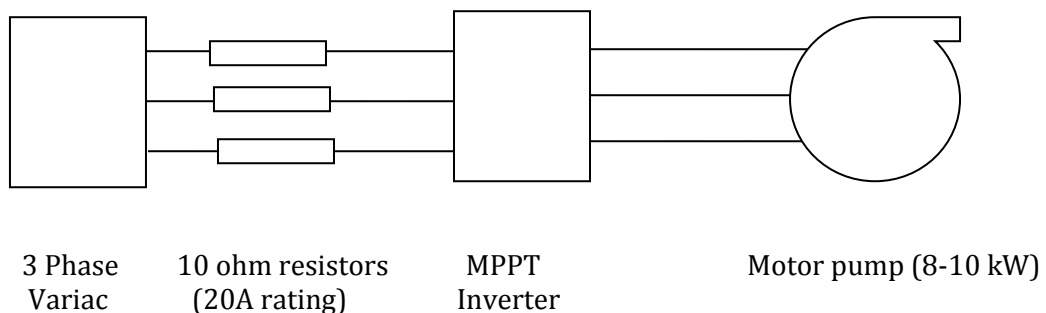 3 Phase 10 ohm resistors MPPT Motor pump (8-10 kW)
Variac (20A rating) Inverter